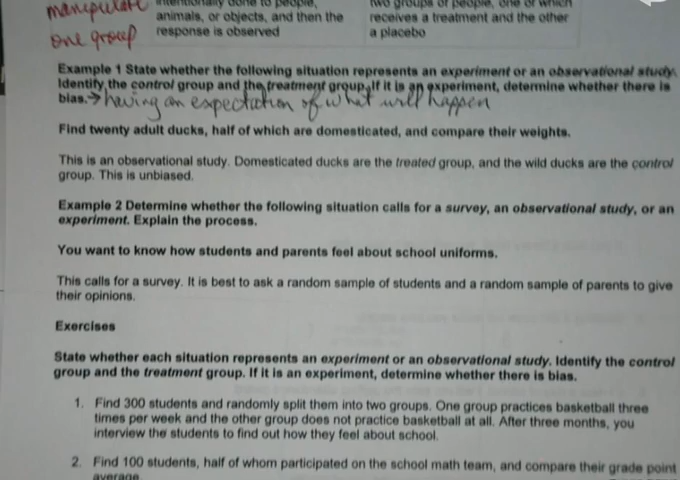 manipulate
one group
intentionally done to people,
animals, or objects, and then the
response is observed
two groups of people, one of which
receives a treatment and the other
a placebo
Example 1 State whether the following situation represents an experiment or an observational study.
Identify the control group and the treatment group. If it is an experiment, determine whether there is
bias. → having an expectation of what will happen
Find twenty adult ducks, half of which are domesticated, and compare their weights.
This is an observational study. Domesticated ducks are the treated group, and the wild ducks are the control
group. This is unbiased.
Example 2 Determine whether the following situation calls for a survey, an observational study, or an
experiment. Explain the process.
You want to know how students and parents feel about school uniforms.
This calls for a survey. It is best to ask a random sample of students and a random sample of parents to give
their opinions.
Exercises
State whether each situation represents an experiment or an observational study. Identify the control
group and the treatment group. If it is an experiment, determine whether there is bias.
1. Find 300 students and randomly split them into two groups. One group practices basketball three
times per week and the other group does not practice basketball at all. After three months, you
interview the students to find out how they feel about school.
2. Find 100 students, half of whom participated on the school math team, and compare their grade point
average.